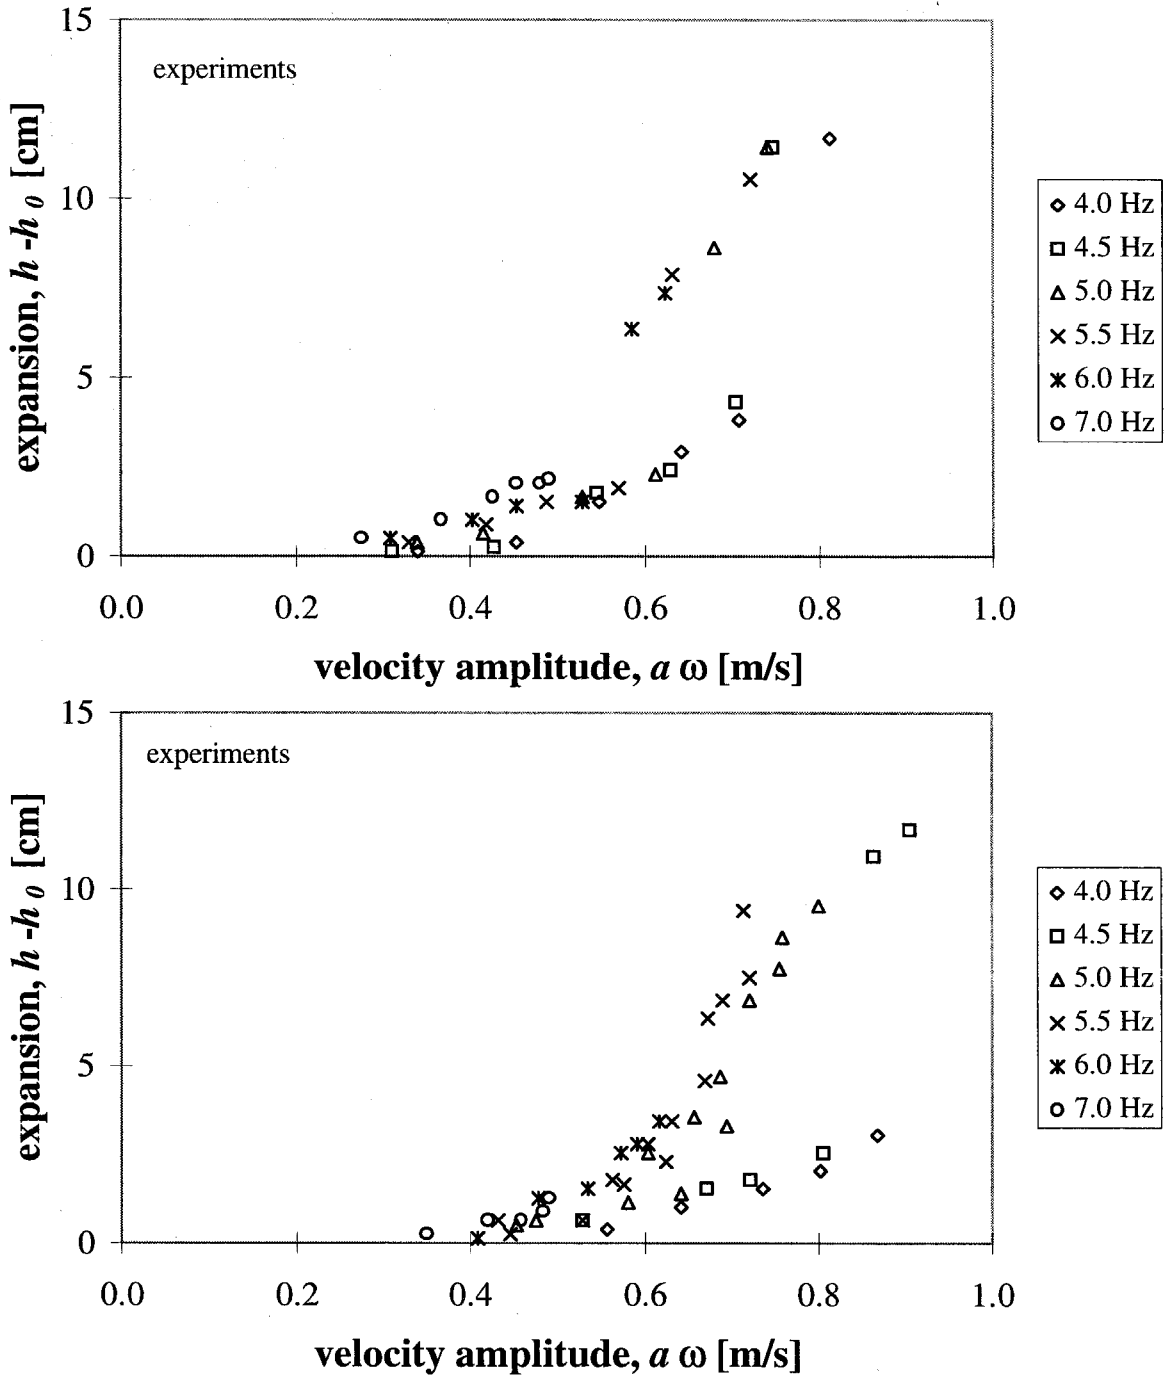 15
experiments
10
5
0
expansion, h -h 0 [cm]
0.0 0.2 0.4 0.6 0.8 1.0
velocity amplitude, a ω [m/s]
4.0 Hz
4.5 Hz
5.0 Hz
5.5 Hz
6.0 Hz
7.0 Hz
15
experiments
10
5
0
expansion, h -h 0 [cm]
0.0 0.2 0.4 0.6 0.8 1.0
velocity amplitude, a ω [m/s]
4.0 Hz
4.5 Hz
5.0 Hz
5.5 Hz
6.0 Hz
7.0 Hz